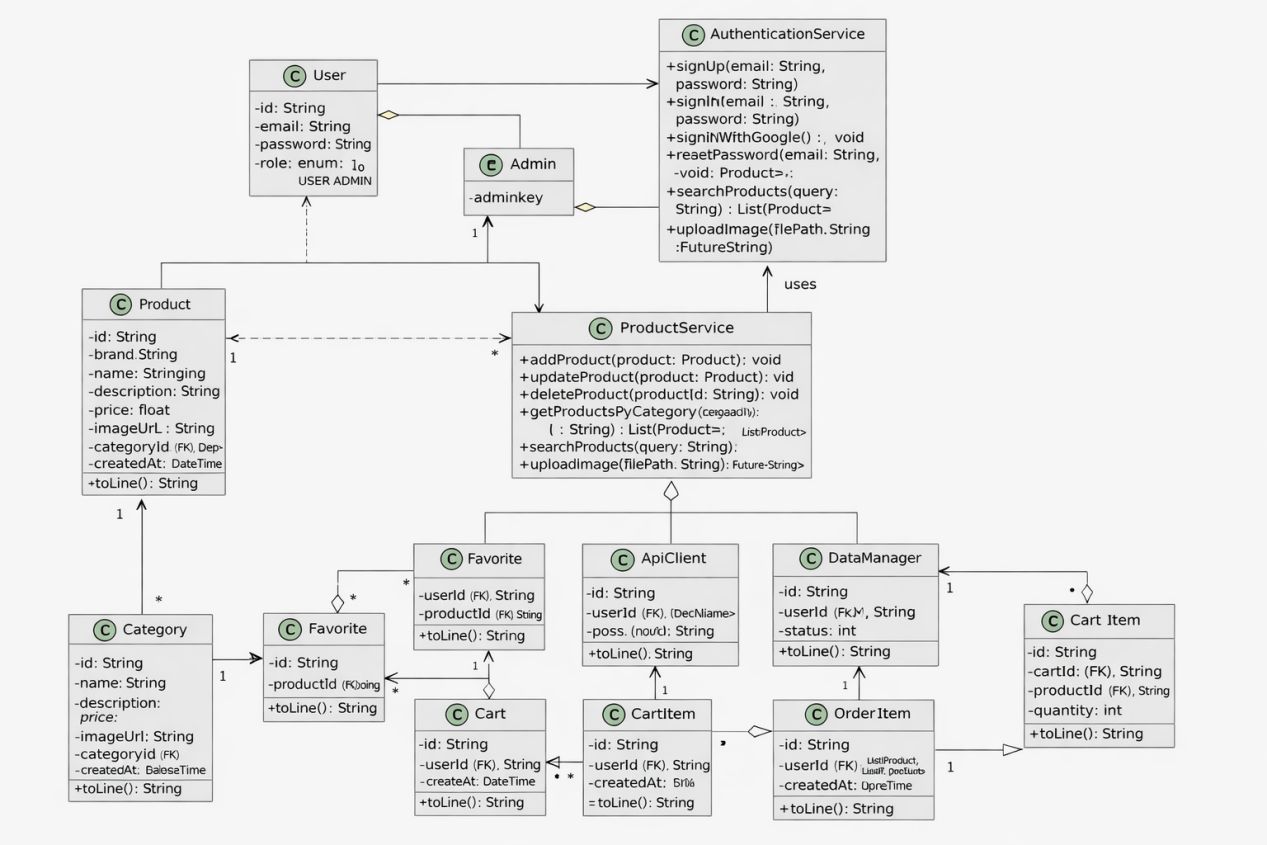 C AuthenticationService
+signUp(email: String,
password: String)
+signIn(email : String,
password: String)
+signiNWithGoogle() :, void
+reaetPassword(email: String,
-void: Product=,:
+searchProducts(query:
String) : List(Product=
+uploadImage(filePath. String
:FutureString)
C User
-id: String
-email: String
-password: String
-role: enum: 1o
USER ADMIN
C Admin
-adminkey
1
uses
C Product
-id: String
-brand.String
-name: Stringing
-description: String
-price: float
-imageUrL : String
-categoryId (FK), Dep>
-createdAt: DateTime
+toLine(): String
1
*
C ProductService
+addProduct(product: Product): void
+updateProduct(product: Product): vid
+deleteProduct(productId: String): void
+getProductsPyCategory
( : String) : List(Product=; List:Product>
+searchProducts(query: String):
+uploadImage(filePath. String): Future-String>
1
*
C Favorite
-userId (FK), String
-productId (FK) String
+toLine(): String
*
*
C ApiClient
-id: String
-userId (FK), (DecNiame>
-poss. String
+toLine(): String
C DataManager
-id: String
-userId String
-status: int
+toLine(): String
1
C Cart Item
-id: String
-cartId: (FK), String
-productId (FK), String
-quantity: int
+toLine(): String
C Category
-id: String
-name: String
-description:
price:
-imageUrl: String
-categoryid (FK)
-createdAt:
+toLine(): String
1
C Favorite
-id: String
-productId
+toLine(): String
*
1
C Cart
-id: String
-userId (FK), String
-createAt: DateTime
+toLine(): String
* *
C CartItem
-id: String
-userId (FK), String
-createdAt:
=toLine(): String
1
C OrderItem
-id: String
-userId (FK)
-createdAt:
+toLine(): String
1
1